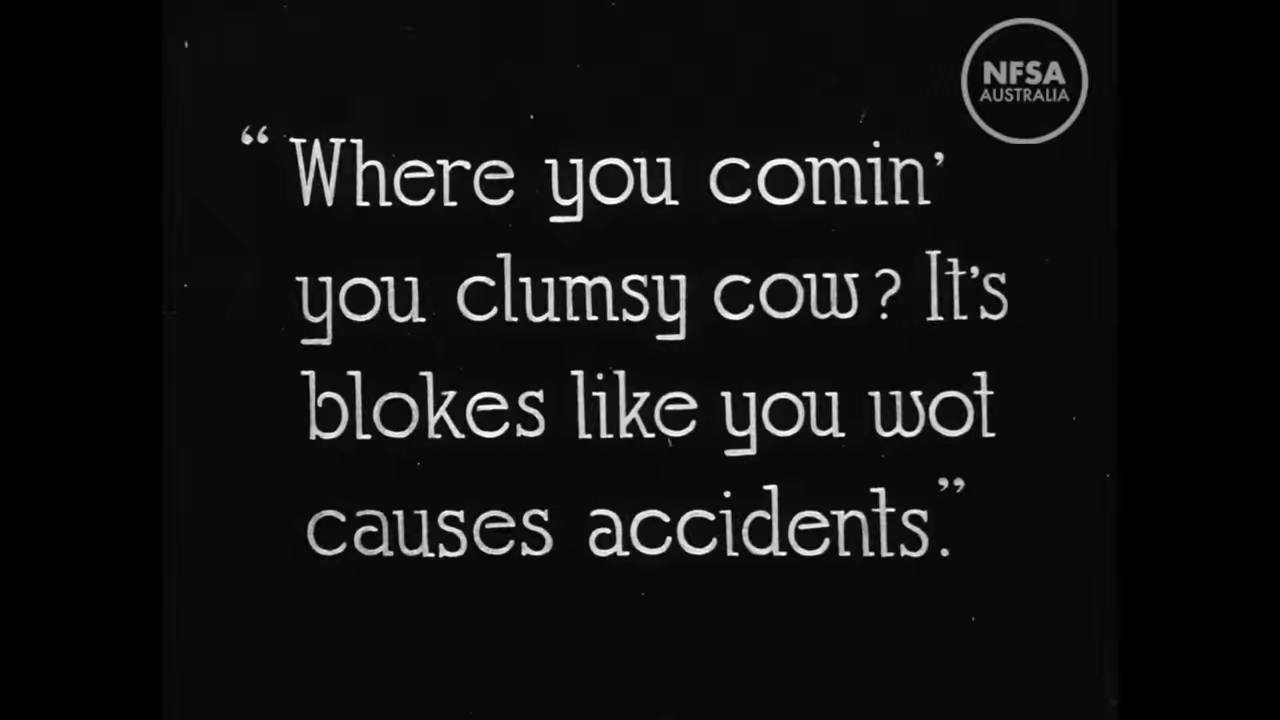 NFSA
AUSTRALIA
“Where you comin’
you clumsy cow? It’s
blokes like you wot
causes accidents.”